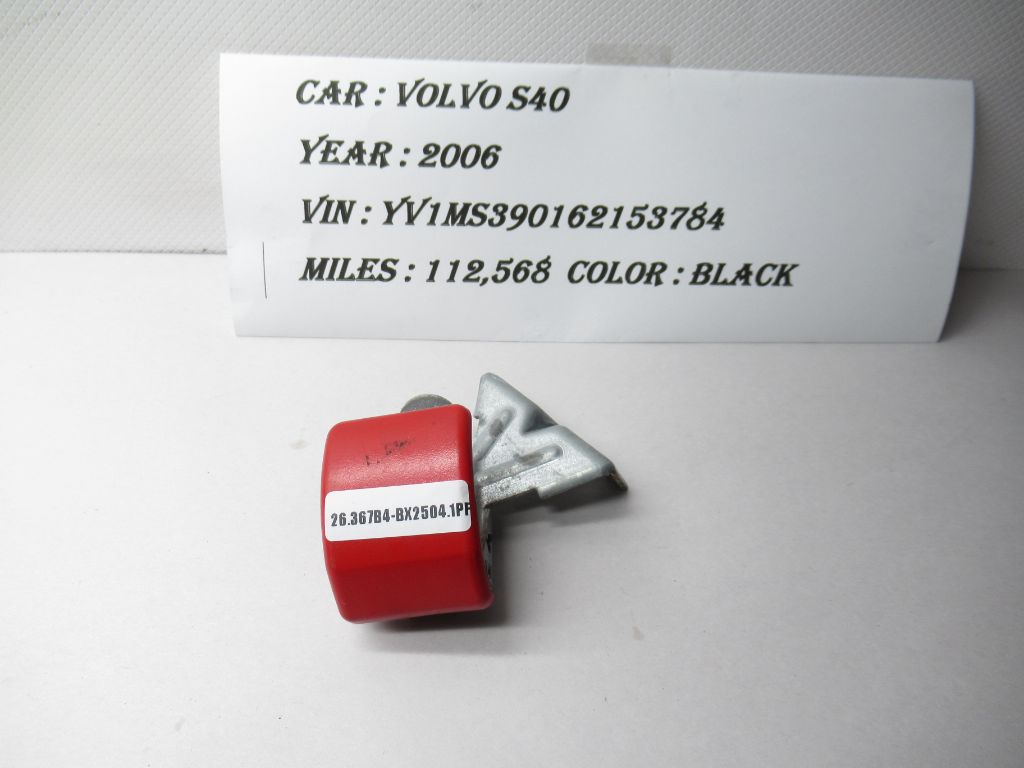 CAR : VOLVO S40
YEAR : 2006
VIN : YV1MS390162153784
MILES : 112,568 COLOR : BLACK
26.367B4-BX2504.1PF